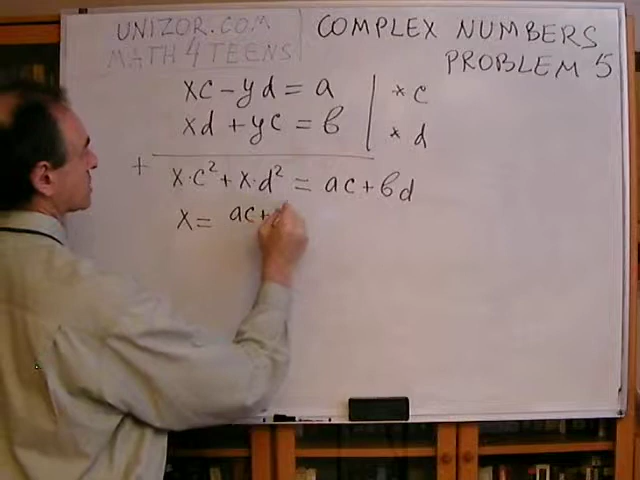 UNIZOR.COM
MATH 4 TEENS
COMPLEX NUMBERS
PROBLEM 5
xc - yd = a | * c
xd + yc = b | * d
+
x·c² + x·d² = ac + bd
x = ac+